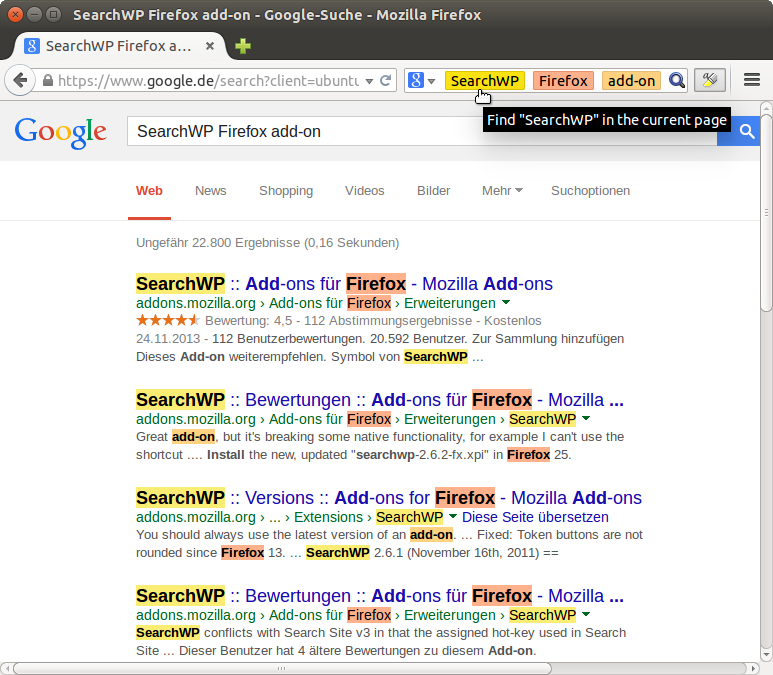 SearchWP Firefox add-on - Google-Suche - Mozilla Firefox
SearchWP Firefox a...
https://www.google.de/search?client=ubuntu
SearchWP Firefox add-on
Find "SearchWP" in the current page
Google
SearchWP Firefox add-on
Web News Shopping Videos Bilder Mehr Suchoptionen
Ungefähr 22.800 Ergebnisse (0,16 Sekunden)
SearchWP :: Add-ons für Firefox - Mozilla Add-ons
addons.mozilla.org › Add-ons für Firefox › Erweiterungen
Bewertung: 4,5 - 112 Abstimmungsergebnisse - Kostenlos
24.11.2013 - 112 Benutzerbewertungen. 20.592 Benutzer. Zur Sammlung hinzufügen
Dieses Add-on weiterempfehlen. Symbol von SearchWP ...
SearchWP :: Bewertungen :: Add-ons für Firefox - Mozilla ...
addons.mozilla.org › Add-ons für Firefox › Erweiterungen › SearchWP
Great add-on, but it's breaking some native functionality, for example I can't use the
shortcut .... Install the new, updated "searchwp-2.6.2-fx.xpi" in Firefox 25.
SearchWP :: Versions :: Add-ons for Firefox - Mozilla Add-ons
addons.mozilla.org › ... › Extensions › SearchWP Diese Seite übersetzen
You should always use the latest version of an add-on. ... Fixed: Token buttons are not
rounded since Firefox 13. ... SearchWP 2.6.1 (November 16th, 2011) ==
SearchWP :: Bewertungen :: Add-ons für Firefox - Mozilla ...
addons.mozilla.org › Add-ons für Firefox › Erweiterungen › SearchWP
SearchWP conflicts with Search Site v3 in that the assigned hot-key used in Search
Site ... Dieser Benutzer hat 4 ältere Bewertungen zu diesem Add-on.